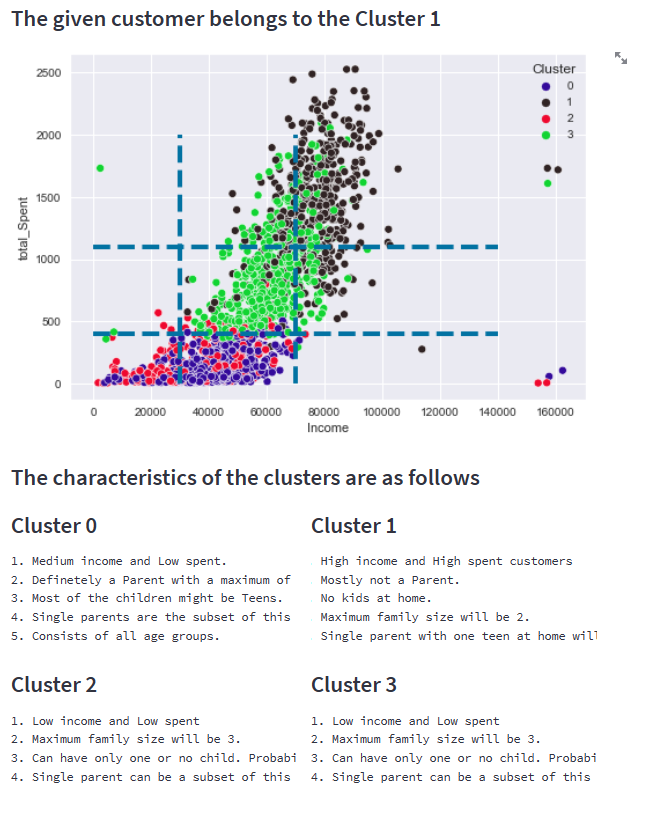 The given customer belongs to the Cluster 1
Cluster
0
1
2
3
2500
2000
1500
1000
500
0
total_Spent
0 20000 40000 60000 80000 100000 120000 140000 160000
Income
The characteristics of the clusters are as follows
Cluster 0
1. Medium income and Low spent.
2. Definetely a Parent with a maximum of
3. Most of the children might be Teens.
4. Single parents are the subset of this
5. Consists of all age groups.
Cluster 1
High income and High spent customers
Mostly not a Parent.
No kids at home.
Maximum family size will be 2.
Single parent with one teen at home will
Cluster 2
1. Low income and Low spent
2. Maximum family size will be 3.
3. Can have only one or no child. Probabi
4. Single parent can be a subset of this
Cluster 3
1. Low income and Low spent
2. Maximum family size will be 3.
3. Can have only one or no child. Probabi
4. Single parent can be a subset of this